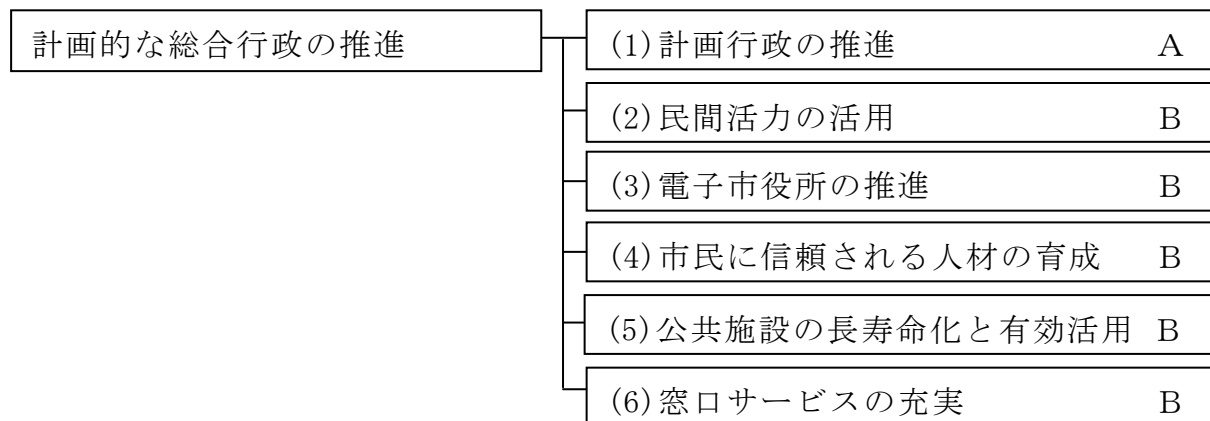 計画的な総合行政の推進
(1)計画行政の推進 A
(2)民間活力の活用 B
(3)電子市役所の推進 B
(4)市民に信頼される人材の育成 B
(5)公共施設の長寿命化と有効活用 B
(6)窓口サービスの充実 B